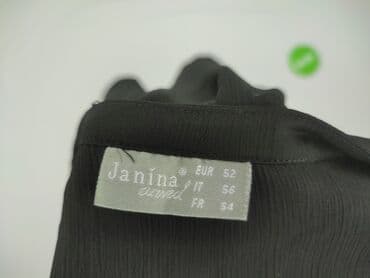 Janina®
curved
EUR 52
IT 56
FR 54